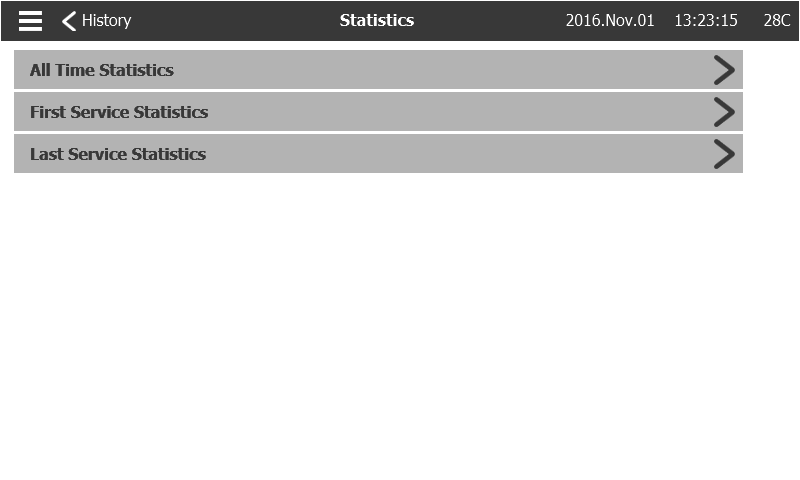 History Statistics 2016.Nov.01 13:23:15 28C
All Time Statistics
First Service Statistics
Last Service Statistics